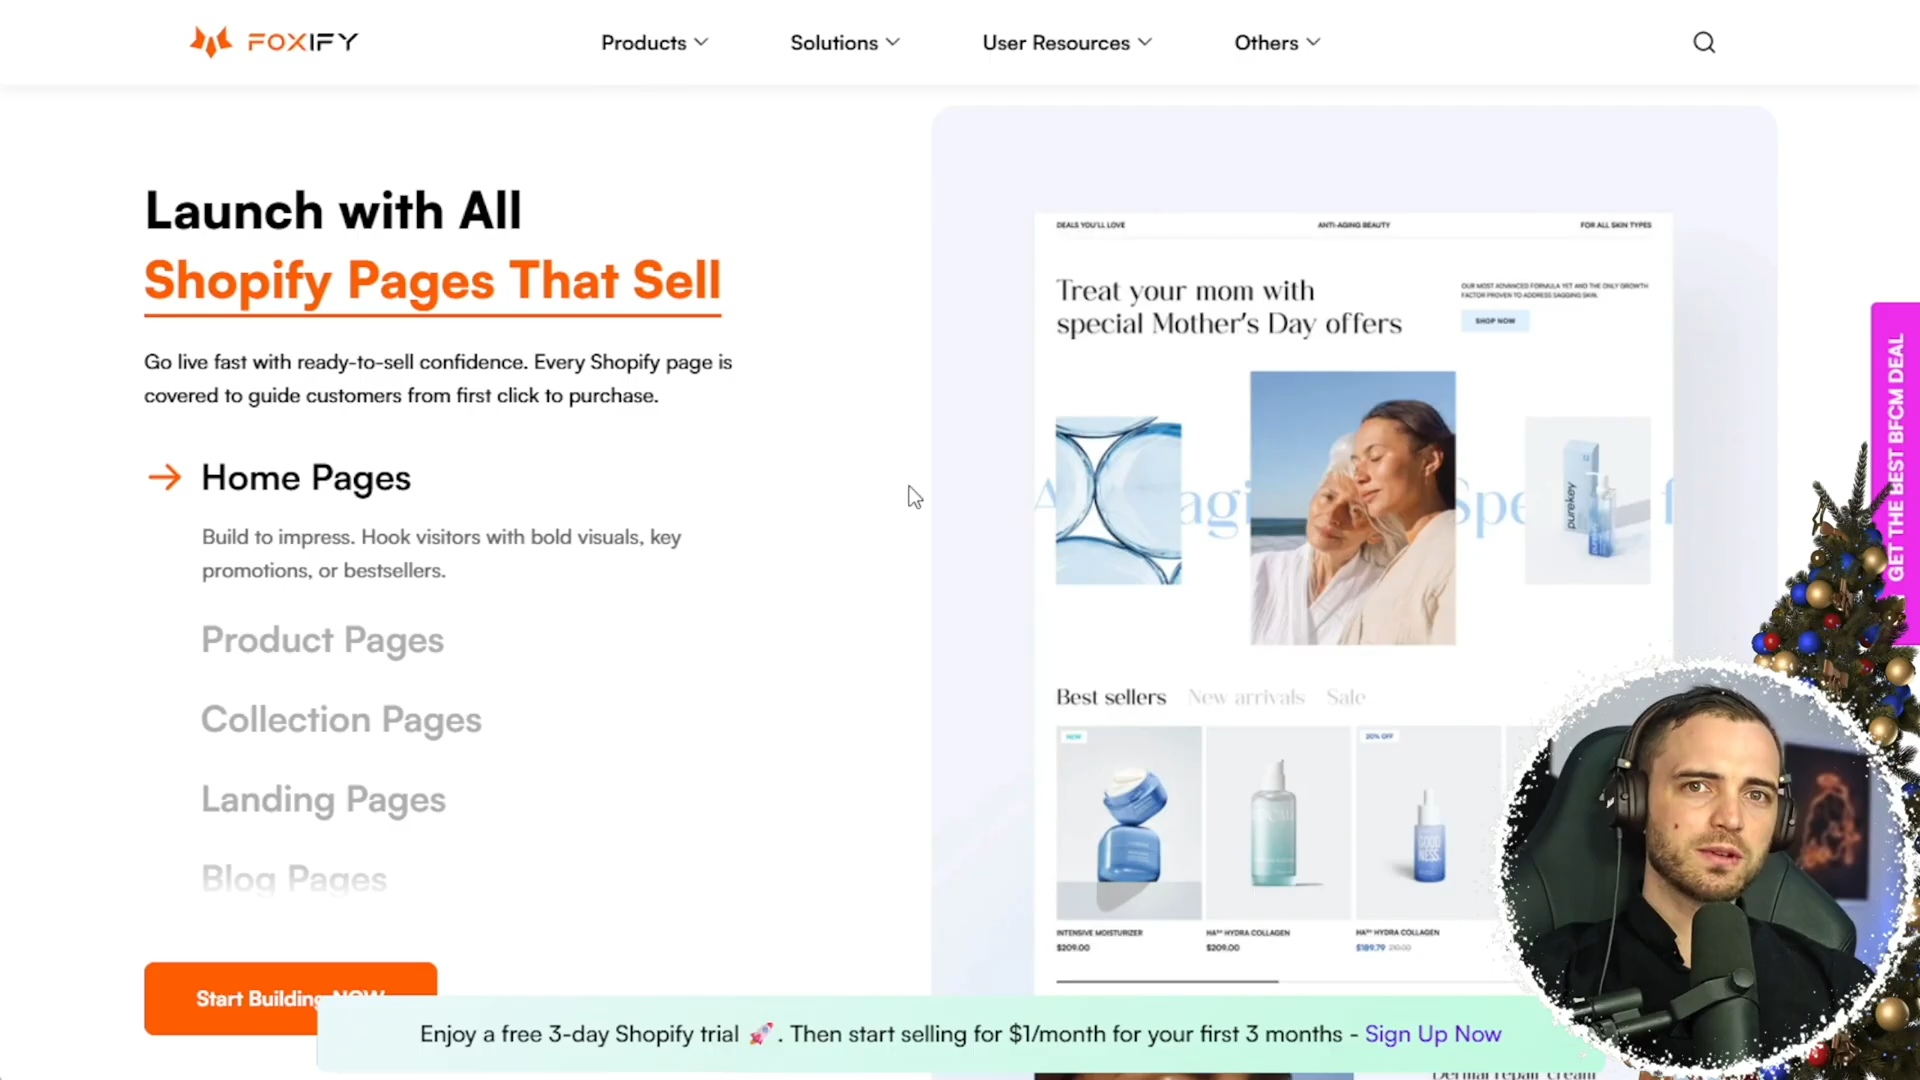 FOXIFY
Products
Solutions
User Resources
Others
Launch with All
Shopify Pages That Sell
Go live fast with ready-to-sell confidence. Every Shopify page is
covered to guide customers from first click to purchase.
Home Pages
Build to impress. Hook visitors with bold visuals, key
promotions, or bestsellers.
Product Pages
Collection Pages
Landing Pages
Blog Pages
Start Building NOW
DEALS YOU'LL LOVE
ANTI-AGING BEAUTY
FOR ALL SKIN TYPES
Treat your mom with
special Mother's Day offers
OUR MOST ADVANCED FORMULA YET AND THE ONLY GROWTH
FACTOR PROVEN TO ADDRESS SAGGING SKIN.
SHOP NOW
purekey
Best sellers
New arrivals
Sale
NEW
20% OFF
GOOD
NESS
INTENSIVE MOISTURIZER
$209.00
HA³ᴰ HYDRA COLLAGEN
$209.00
HA³ᴰ HYDRA COLLAGEN
$189.79
GET THE BEST BFCM DEAL
Enjoy a free 3-day Shopify trial 🚀. Then start selling for $1/month for your first 3 months - Sign Up Now
Dermal repair cream